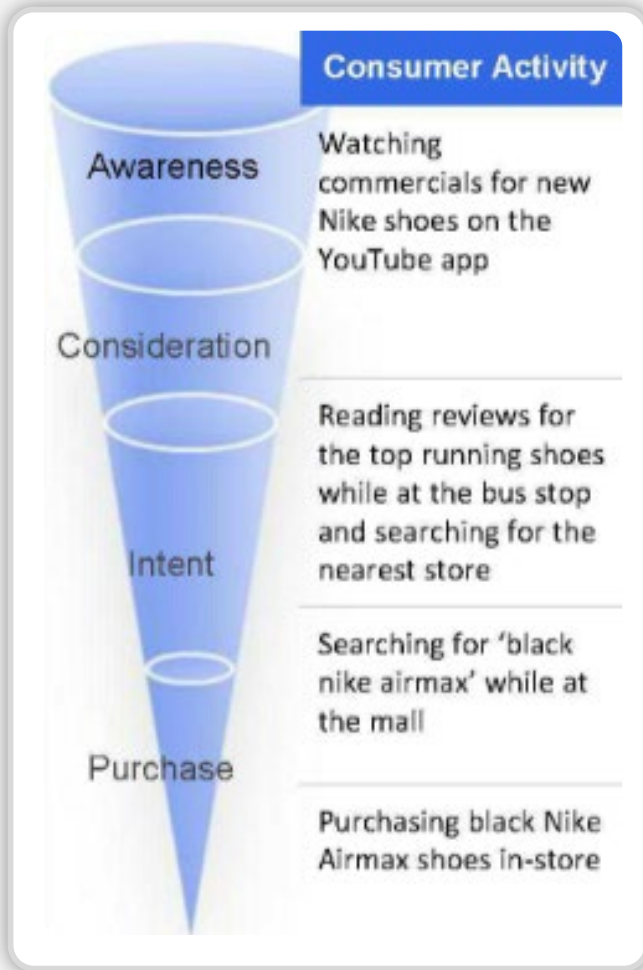 Consumer Activity
Awareness
Watching
commercials for new
Nike shoes on the
YouTube app
Consideration
Reading reviews for
the top running shoes
while at the bus stop
and searching for the
nearest store
Intent
Searching for ‘black
nike airmax’ while at
the mall
Purchase
Purchasing black Nike
Airmax shoes in-store